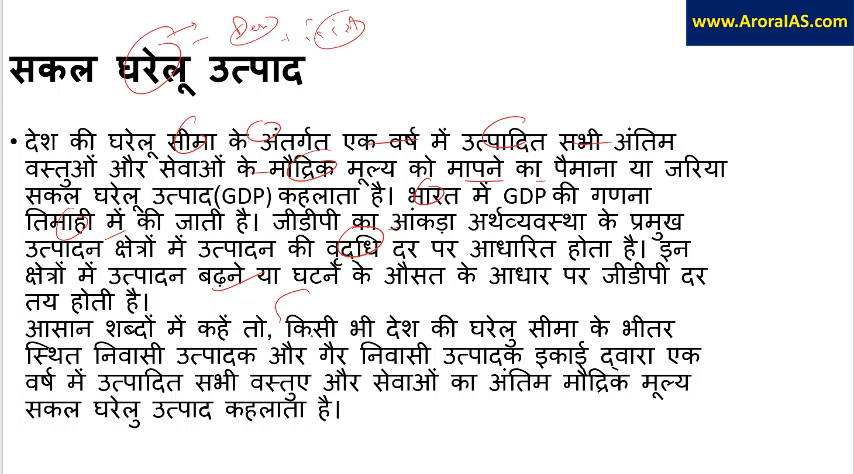 www.AroraIAS.com
सकल घरेलू उत्पाद
• देश की घरेलू सीमा के अंतर्गत एक वर्ष में उत्पादित सभी अंतिम
वस्तुओं और सेवाओं के मौद्रिक मूल्य को मापने का पैमाना या जरिया
सकल घरेलू उत्पाद(GDP) कहलाता है। भारत में GDP की गणना
तिमाही में की जाती है। जीडीपी का आंकड़ा अर्थव्यवस्था के प्रमुख
उत्पादन क्षेत्रों में उत्पादन की वृद्धि दर पर आधारित होता है। इन
क्षेत्रों में उत्पादन बढ़ने या घटने के औसत के आधार पर जीडीपी दर
तय होती है।
आसान शब्दों में कहें तो, किसी भी देश की घरेलु सीमा के भीतर
स्थित निवासी उत्पादक और गैर निवासी उत्पादक इकाई द्वारा एक
वर्ष में उत्पादित सभी वस्तुए और सेवाओं का अंतिम मौद्रिक मूल्य
सकल घरेलु उत्पाद कहलाता है।